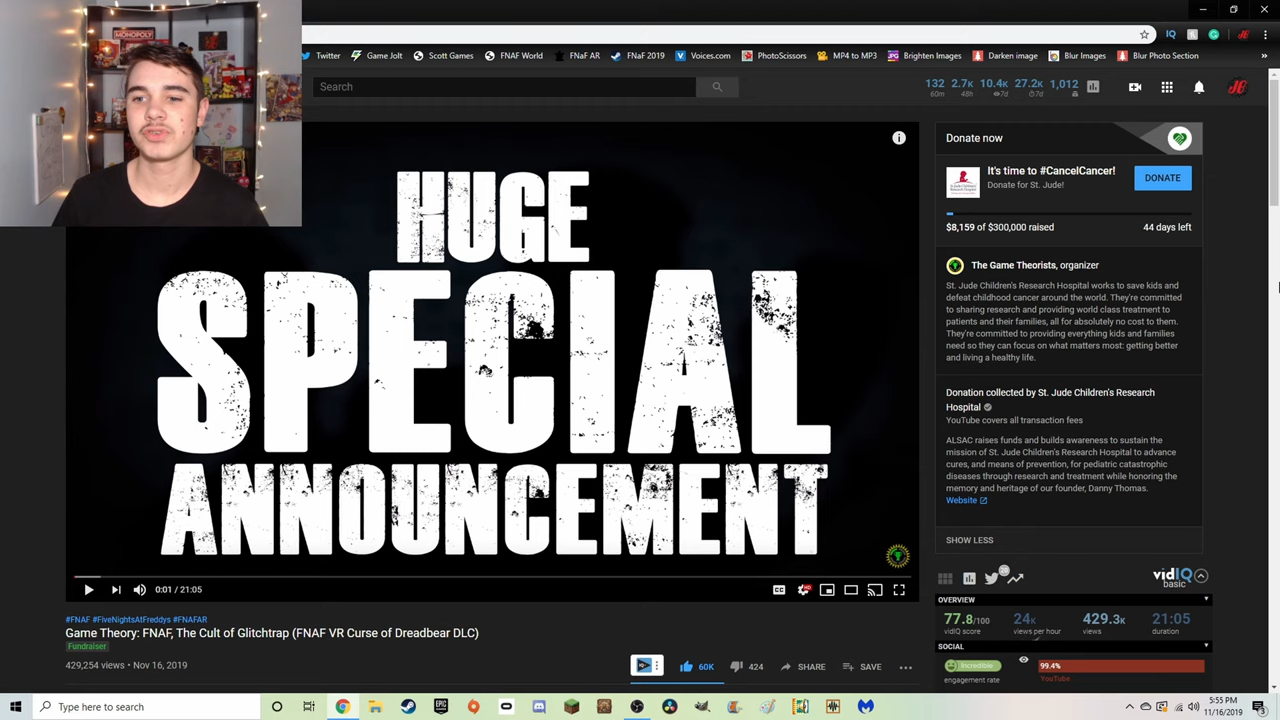 MONOPOLY
Twitter Game Jolt Scott Games FNAF World FNaF AR FNaF 2019 Voices.com PhotoScissors MP4 to MP3 Brighten Images Darken image Blur Images Blur Photo Section »
IQ
Search
132 2.7K 10.4K 27.2K 1,012
60m 48h 7d 7d
JG
HUGE
SPECIAL
ANNOUNCEMENT
0:01 / 21:05
CC
HD
#FNAF #FiveNightsAtFreddys #FNAFAR
Game Theory: FNAF, The Cult of Glitchtrap (FNAF VR Curse of Dreadbear DLC)
Fundraiser
429,254 views • Nov 16, 2019
60K 424 SHARE SAVE
Donate now
It's time to #CancelCancer!
Donate for St. Jude!
DONATE
$8,159 of $300,000 raised 44 days left
The Game Theorists, organizer
St. Jude Children's Research Hospital works to save kids and
defeat childhood cancer around the world. They're committed
to sharing research and providing world class treatment to
patients and their families, all for absolutely no cost to them.
They're committed to providing everything kids and families
need so they can focus on what matters most: getting better
and living a healthy life.
Donation collected by St. Jude Children's Research
Hospital
YouTube covers all transaction fees
ALSAC raises funds and builds awareness to sustain the
mission of St. Jude Children's Research Hospital to advance
cures, and means of prevention, for pediatric catastrophic
diseases through research and treatment while honoring the
memory and heritage of our founder, Danny Thomas.
Website
SHOW LESS
vidIQ
basic
OVERVIEW
77.8/100 24K 429.3K 21:05
vidIQ score views per hour views duration
SOCIAL
Incredible 99.4%
engagement rate YouTube
Type here to search
EPIC
5:55 PM
11/16/2019
3